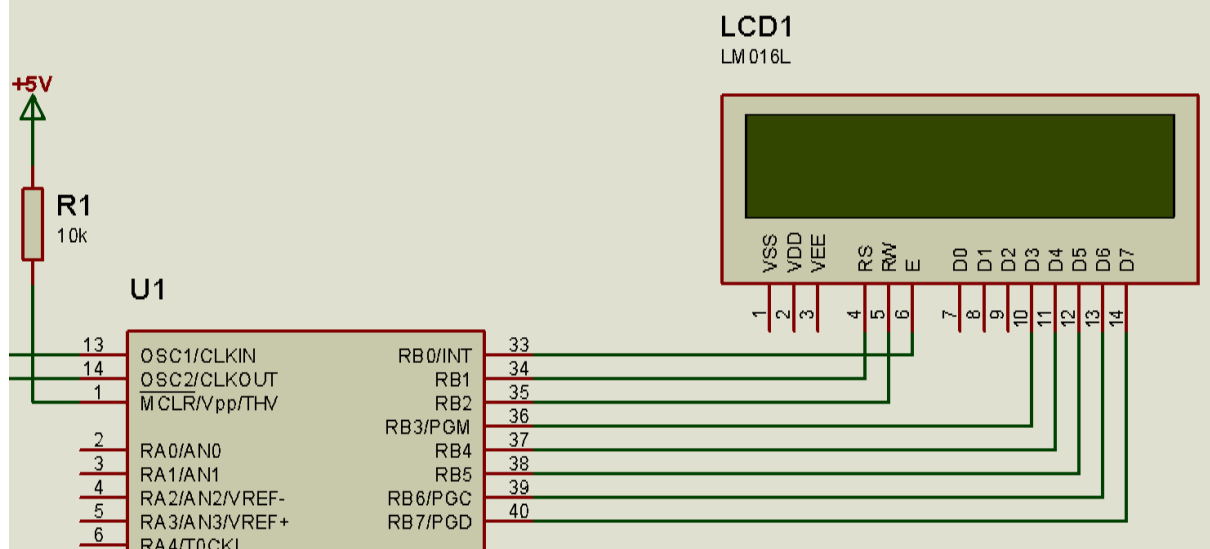 LCD1
LM016L
+5V
R1
10k
VSS VDD VEE RS RW E D0 D1 D2 D3 D4 D5 D6 D7
1 2 3 4 5 6 7 8 9 10 11 12 13 14
U1
13 OSC1/CLKIN RB0/INT 33
14 OSC2/CLKOUT RB1 34
1 MCLR/Vpp/THV RB2 35
RB3/PGM 36
2 RA0/AN0 RB4 37
3 RA1/AN1 RB5 38
4 RA2/AN2/VREF- RB6/PGC 39
5 RA3/AN3/VREF+ RB7/PGD 40
6 RA4/T0CKI